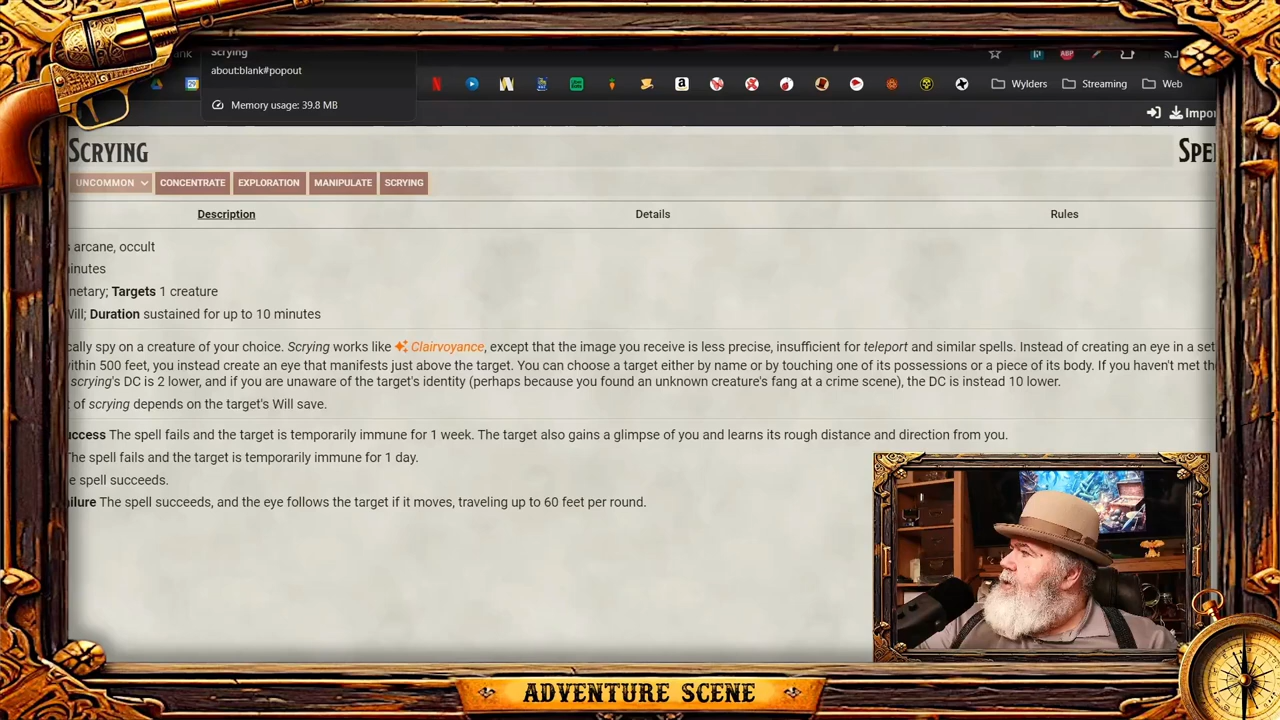 Scrying
about:blank#popout
Memory usage: 39.8 MB
Wylders
Streaming
Web
Impor
SCRYING
SPE
UNCOMMON CONCENTRATE EXPLORATION MANIPULATE SCRYING
Description Details Rules
arcane, occult
inutes
netary; Targets 1 creature
Will; Duration sustained for up to 10 minutes
cally spy on a creature of your choice. Scrying works like Clairvoyance, except that the image you receive is less precise, insufficient for teleport and similar spells. Instead of creating an eye in a set
within 500 feet, you instead create an eye that manifests just above the target. You can choose a target either by name or by touching one of its possessions or a piece of its body. If you haven't met th
scrying's DC is 2 lower, and if you are unaware of the target's identity (perhaps because you found an unknown creature's fang at a crime scene), the DC is instead 10 lower.
of scrying depends on the target's Will save.
uccess The spell fails and the target is temporarily immune for 1 week. The target also gains a glimpse of you and learns its rough distance and direction from you.
The spell fails and the target is temporarily immune for 1 day.
e spell succeeds.
ilure The spell succeeds, and the eye follows the target if it moves, traveling up to 60 feet per round.
ADVENTURE SCENE